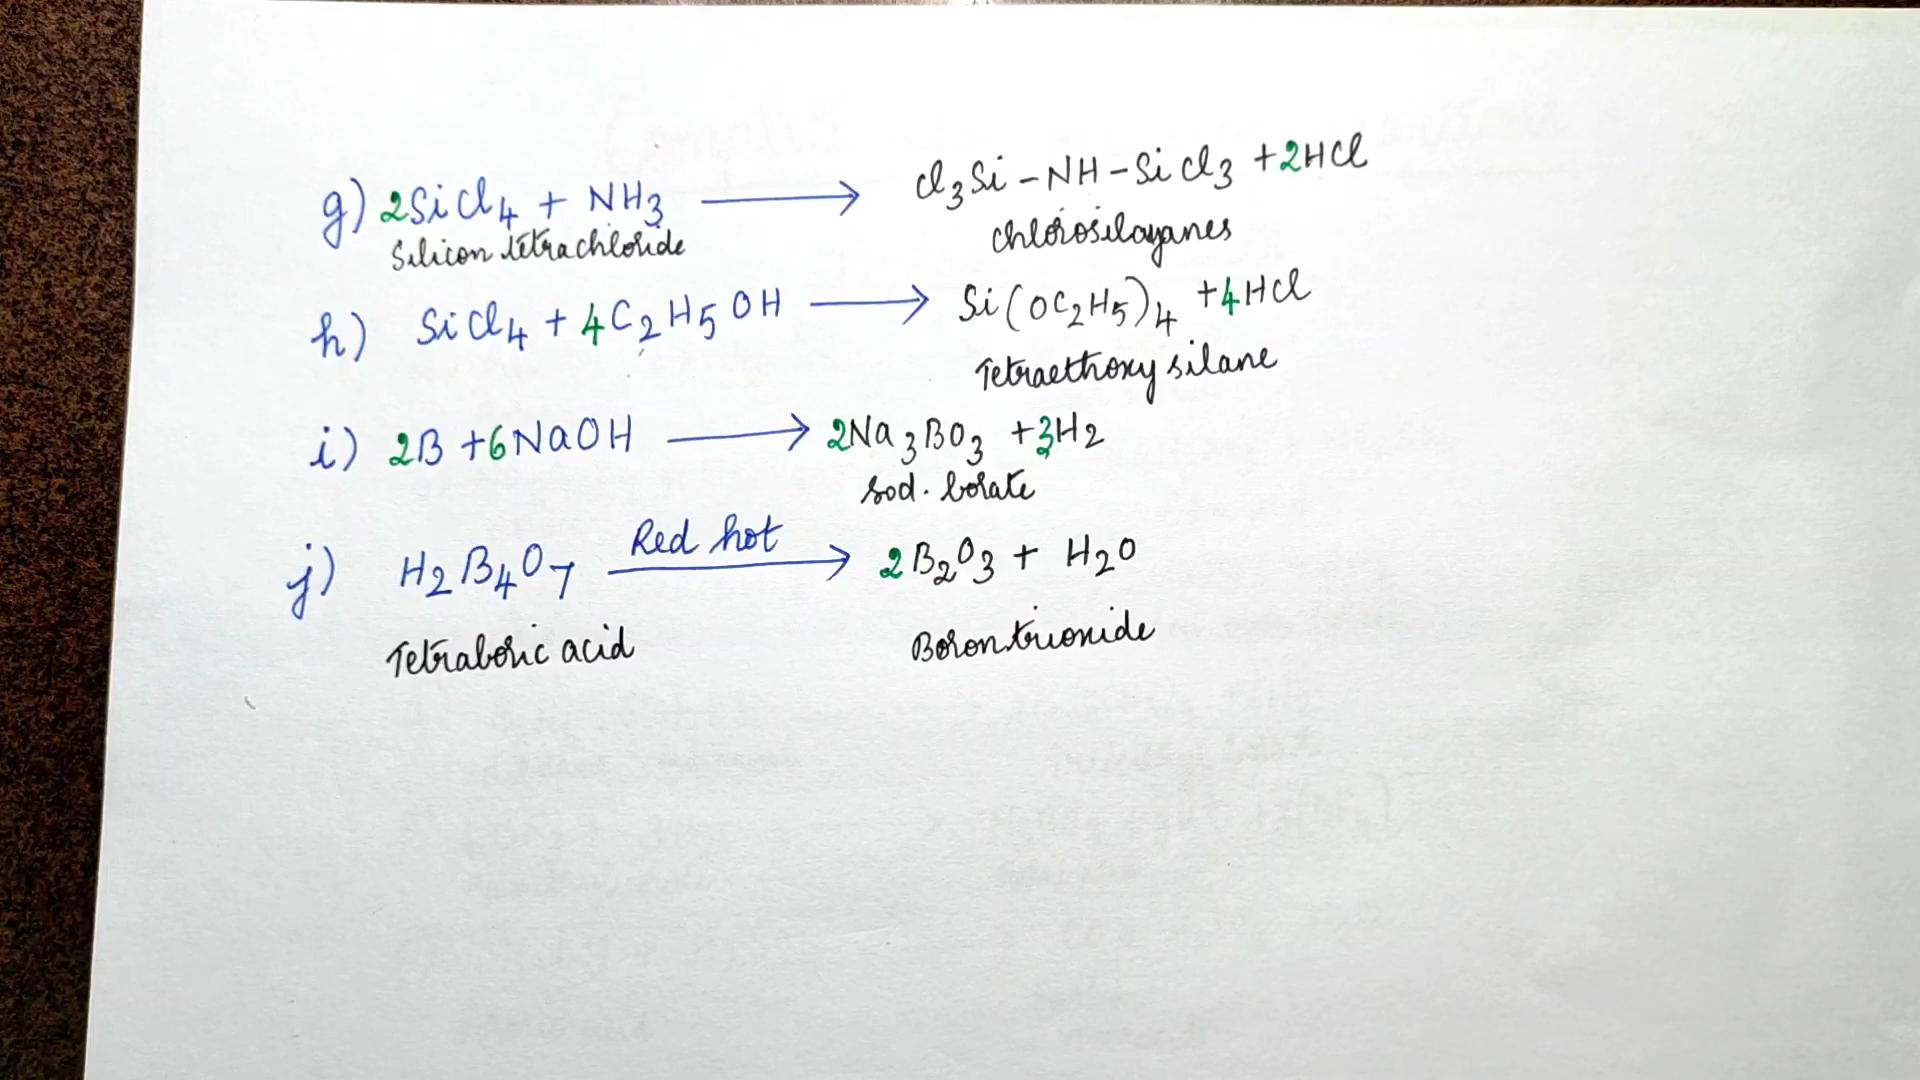 g) 2SiCl4 + NH3 ⟶ Cl3Si - NH - SiCl3 + 2HCl
Silicon tetrachloride chlorosilayanes
h) SiCl4 + 4C2H5OH ⟶ Si(OC2H5)4 + 4HCl
Tetraethoxy silane
i) 2B + 6NaOH ⟶ 2Na3BO3 + 3H2
sod. borate
Red hot
j) H2B4O7 ⟶ 2B2O3 + H2O
Tetraboric acid Boron trioxide